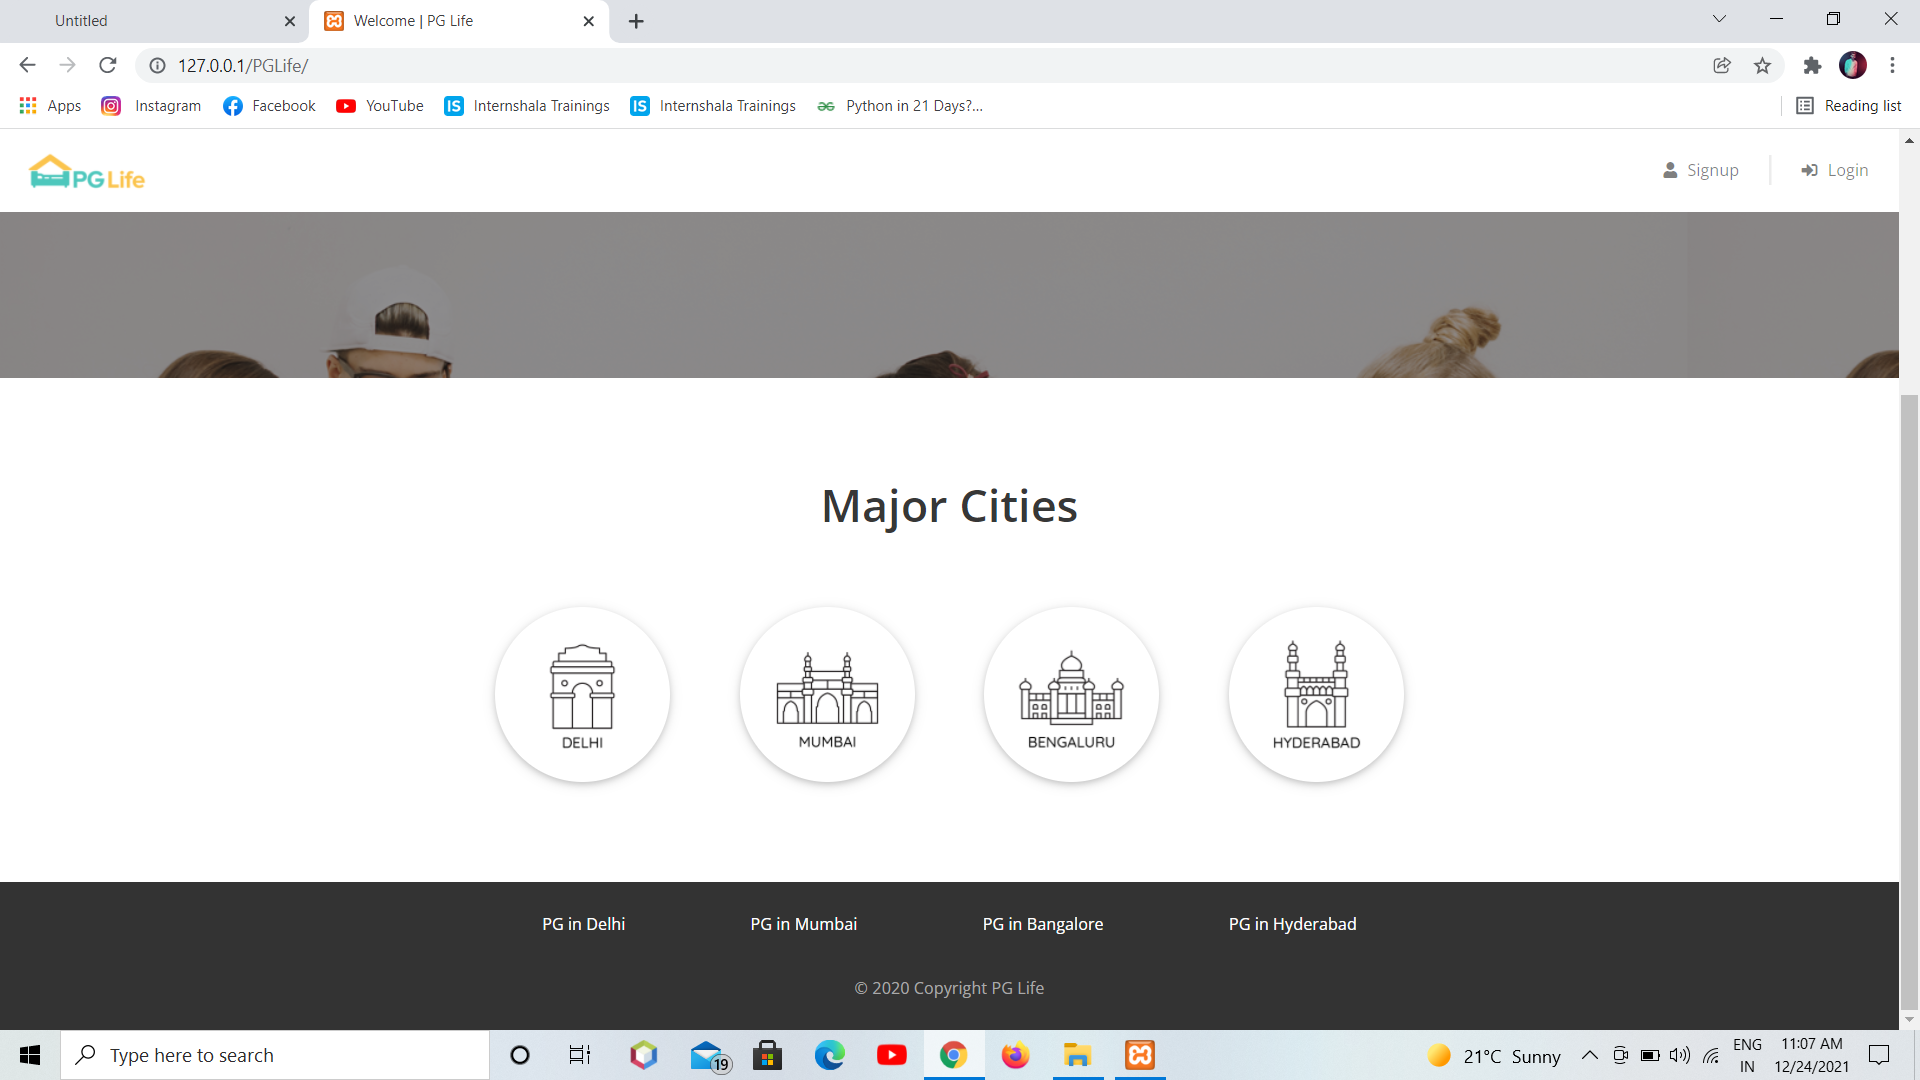 Untitled
Welcome | PG Life
127.0.0.1/PGLife/
Apps Instagram Facebook YouTube IS Internshala Trainings IS Internshala Trainings Python in 21 Days?... Reading list
PG Life Signup Login
Major Cities
DELHI MUMBAI BENGALURU HYDERABAD
PG in Delhi PG in Mumbai PG in Bangalore PG in Hyderabad
© 2020 Copyright PG Life
Type here to search
19
21°C Sunny
ENG
IN
11:07 AM
12/24/2021